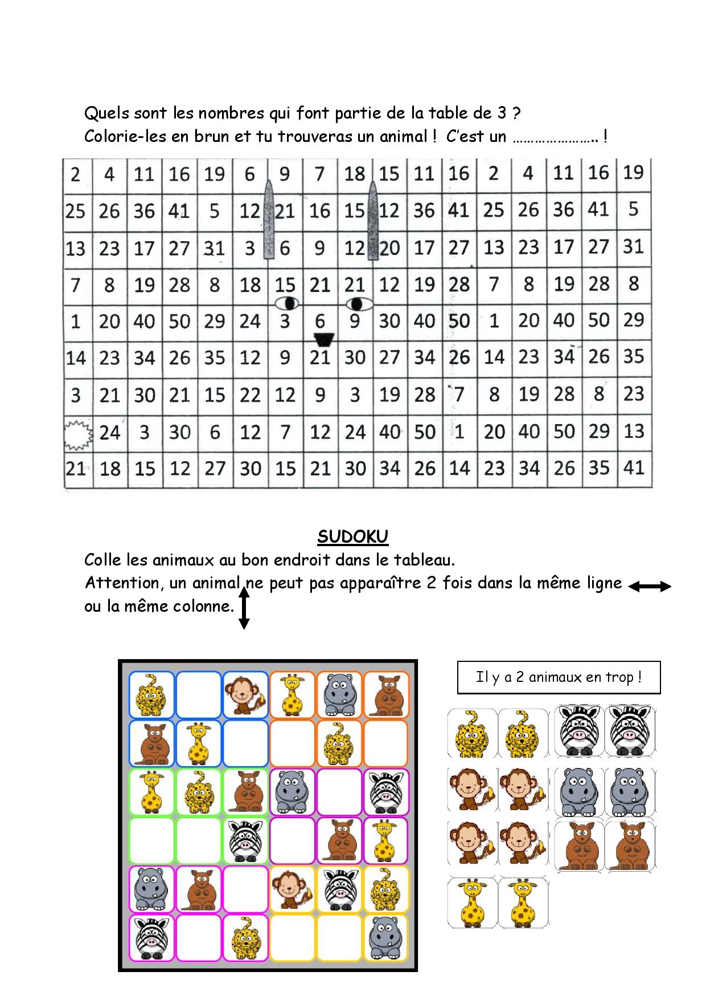 Quels sont les nombres qui font partie de la table de 3 ?
Colorie-les en brun et tu trouveras un animal !  C'est un ………………….. !
2 4 11 16 19 6 9 7 18 15 11 16 2 4 11 16 19
25 26 36 41 5 12 21 16 15 12 36 41 25 26 36 41 5
13 23 17 27 31 3 6 9 12 20 17 27 13 23 17 27 31
7 8 19 28 8 18 15 21 21 12 19 28 7 8 19 28 8
1 20 40 50 29 24 3 6 9 30 40 50 1 20 40 50 29
14 23 34 26 35 12 9 21 30 27 34 26 14 23 34 26 35
3 21 30 21 15 22 12 9 3 19 28 7 8 19 28 8 23
24 3 30 6 12 7 12 24 40 50 1 20 40 50 29 13
21 18 15 12 27 30 15 21 30 34 26 14 23 34 26 35 41
SUDOKU
Colle les animaux au bon endroit dans le tableau.
Attention, un animal ne peut pas apparaître 2 fois dans la même ligne
ou la même colonne.
Il y a 2 animaux en trop !